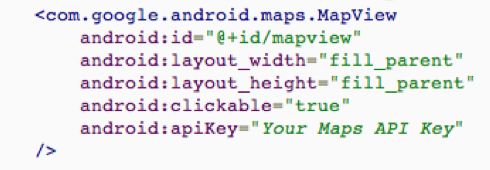 <com.google.android.maps.MapView
android:id="@+id/mapview"
android:layout_width="fill_parent"
android:layout_height="fill_parent"
android:clickable="true"
android:apiKey="Your Maps API Key"
/>